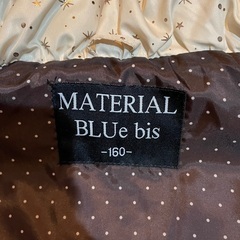 MATERIAL
BLUe bis
-160-